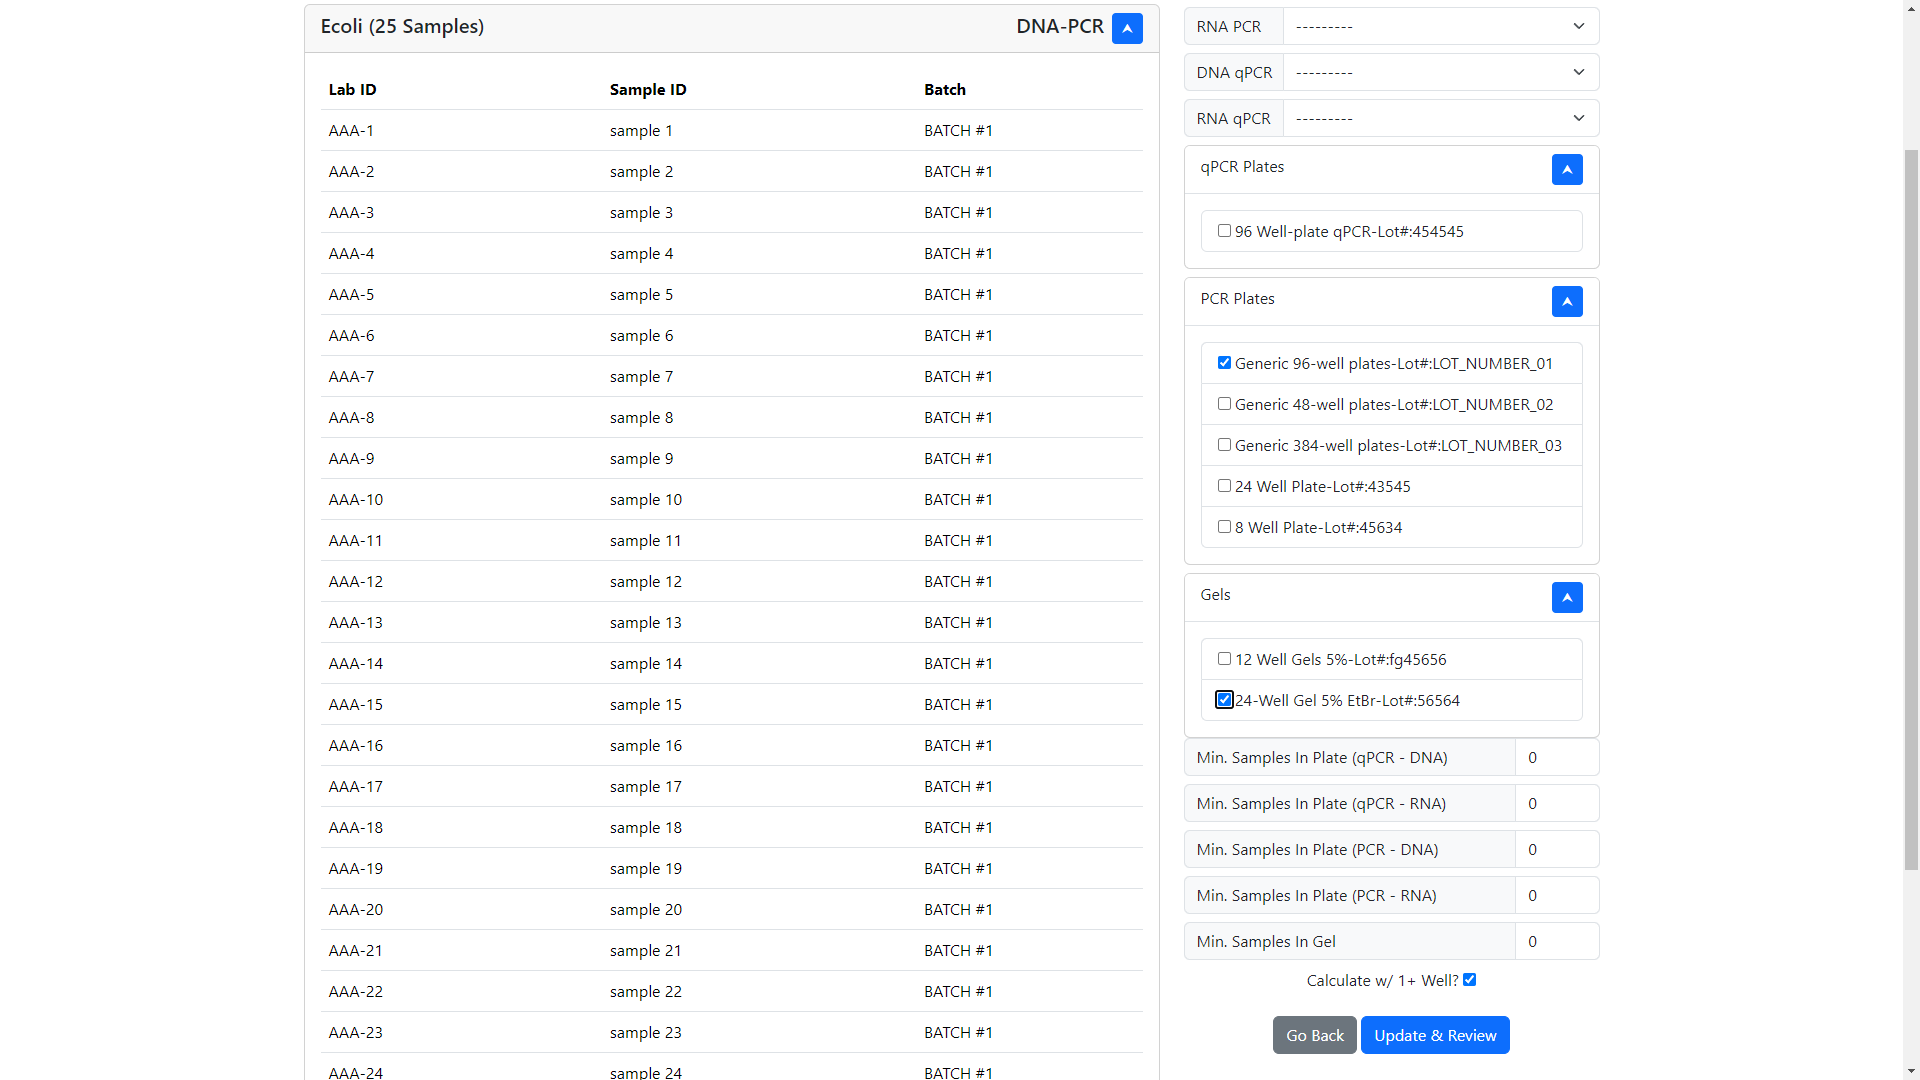 Ecoli (25 Samples) DNA-PCR
Lab ID Sample ID Batch
AAA-1 sample 1 BATCH #1
AAA-2 sample 2 BATCH #1
AAA-3 sample 3 BATCH #1
AAA-4 sample 4 BATCH #1
AAA-5 sample 5 BATCH #1
AAA-6 sample 6 BATCH #1
AAA-7 sample 7 BATCH #1
AAA-8 sample 8 BATCH #1
AAA-9 sample 9 BATCH #1
AAA-10 sample 10 BATCH #1
AAA-11 sample 11 BATCH #1
AAA-12 sample 12 BATCH #1
AAA-13 sample 13 BATCH #1
AAA-14 sample 14 BATCH #1
AAA-15 sample 15 BATCH #1
AAA-16 sample 16 BATCH #1
AAA-17 sample 17 BATCH #1
AAA-18 sample 18 BATCH #1
AAA-19 sample 19 BATCH #1
AAA-20 sample 20 BATCH #1
AAA-21 sample 21 BATCH #1
AAA-22 sample 22 BATCH #1
AAA-23 sample 23 BATCH #1
AAA-24 sample 24 BATCH #1
RNA PCR ---------
DNA qPCR ---------
RNA qPCR ---------
qPCR Plates
96 Well-plate qPCR-Lot#:454545
PCR Plates
Generic 96-well plates-Lot#:LOT_NUMBER_01
Generic 48-well plates-Lot#:LOT_NUMBER_02
Generic 384-well plates-Lot#:LOT_NUMBER_03
24 Well Plate-Lot#:43545
8 Well Plate-Lot#:45634
Gels
12 Well Gels 5%-Lot#:fg45656
24-Well Gel 5% EtBr-Lot#:56564
Min. Samples In Plate (qPCR - DNA) 0
Min. Samples In Plate (qPCR - RNA) 0
Min. Samples In Plate (PCR - DNA) 0
Min. Samples In Plate (PCR - RNA) 0
Min. Samples In Gel 0
Calculate w/ 1+ Well?
Go Back Update & Review